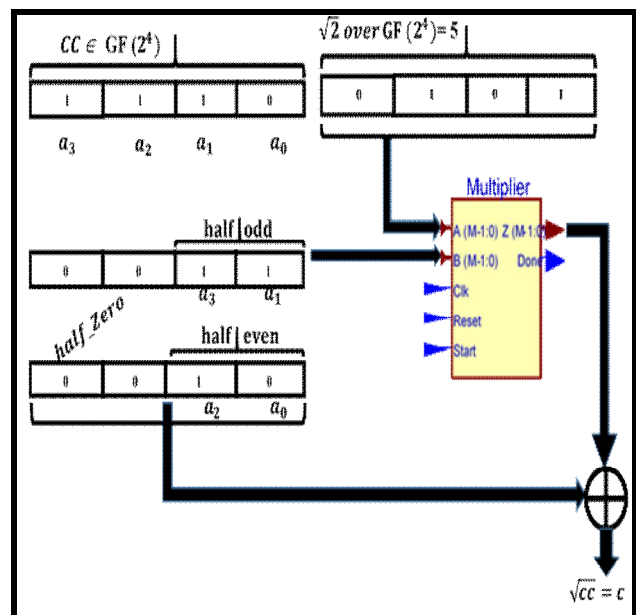 CC ∈ GF (2⁴)
√2 over GF (2⁴)= 5
1 1 1 0
a₃ a₂ a₁ a₀
0 1 0 1
Multiplier
A (M-1:0) Z (M-1:0)
B (M-1:0) Done
Clk
Reset
Start
half odd
0 0 1 1
a₃ a₁
half_Zero
half even
0 0 1 0
a₂ a₀
√cc = c